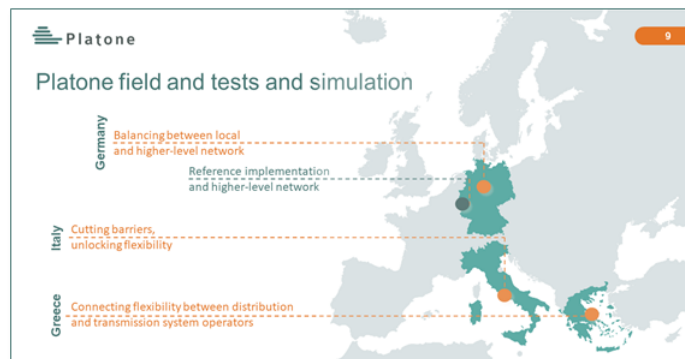 Platone
9
Platone field and tests and simulation
Germany
Balancing between local
and higher-level network
Reference implementation
and higher-level network
Italy
Cutting barriers,
unlocking flexibility
Greece
Connecting flexibility between distribution
and transmission system operators